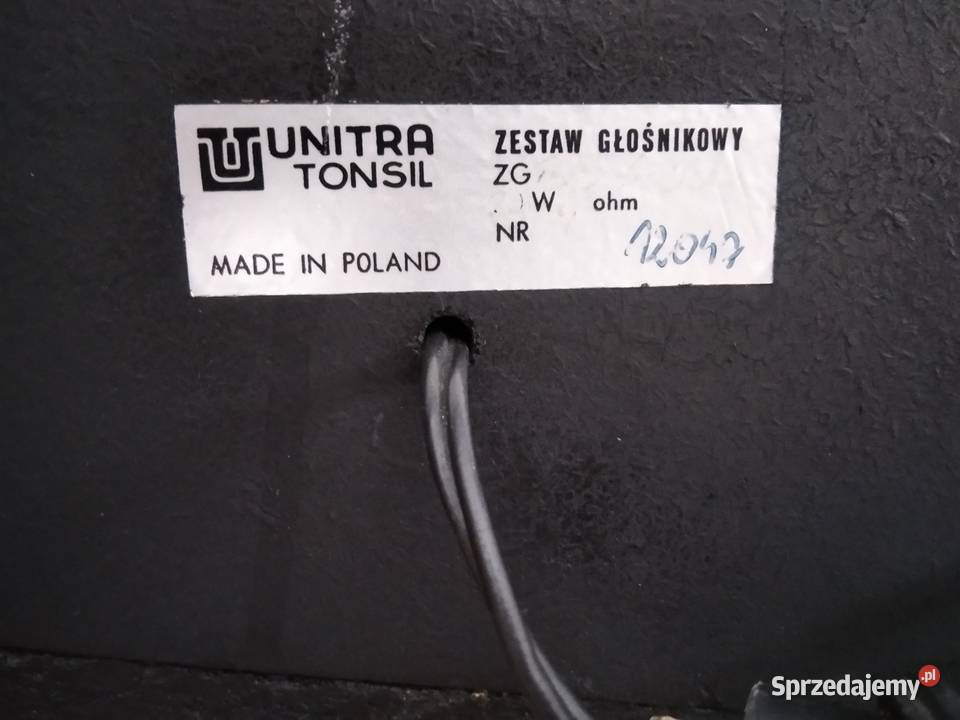 UNITRA
TONSIL
MADE IN POLAND
ZESTAW GŁOŚNIKOWY
ZG
W ohm
NR 12047
Sprzedajemy.pl